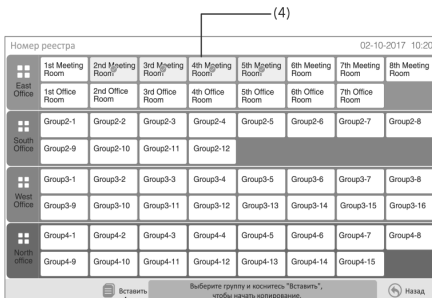 (4)
Номер реестра 02-10-2017 10:20
East Office
1st Meeting Room 2nd Meeting Room 3rd Meeting Room 4th Meeting Room 5th Meeting Room 6th Meeting Room 7th Meeting Room 8th Meeting Room
1st Office Room 2nd Office Room 3rd Office Room 4th Office Room 5th Office Room 6th Office Room 7th Office Room
South Office
Group2-1 Group2-2 Group2-3 Group2-4 Group2-5 Group2-6 Group2-7 Group2-8
Group2-9 Group2-10 Group2-11 Group2-12
West Office
Group3-1 Group3-2 Group3-3 Group3-4 Group3-5 Group3-6 Group3-7 Group3-8
Group3-9 Group3-10 Group3-11 Group3-12 Group3-13 Group3-14 Group3-15 Group3-16
North office
Group4-1 Group4-2 Group4-3 Group4-4 Group4-5 Group4-6 Group4-7 Group4-8
Group4-9 Group4-10 Group4-11 Group4-12 Group4-13 Group4-14 Group4-15
Вставить
Выберите группу и коснитесь "Вставить",
чтобы начать копирование.
Назад